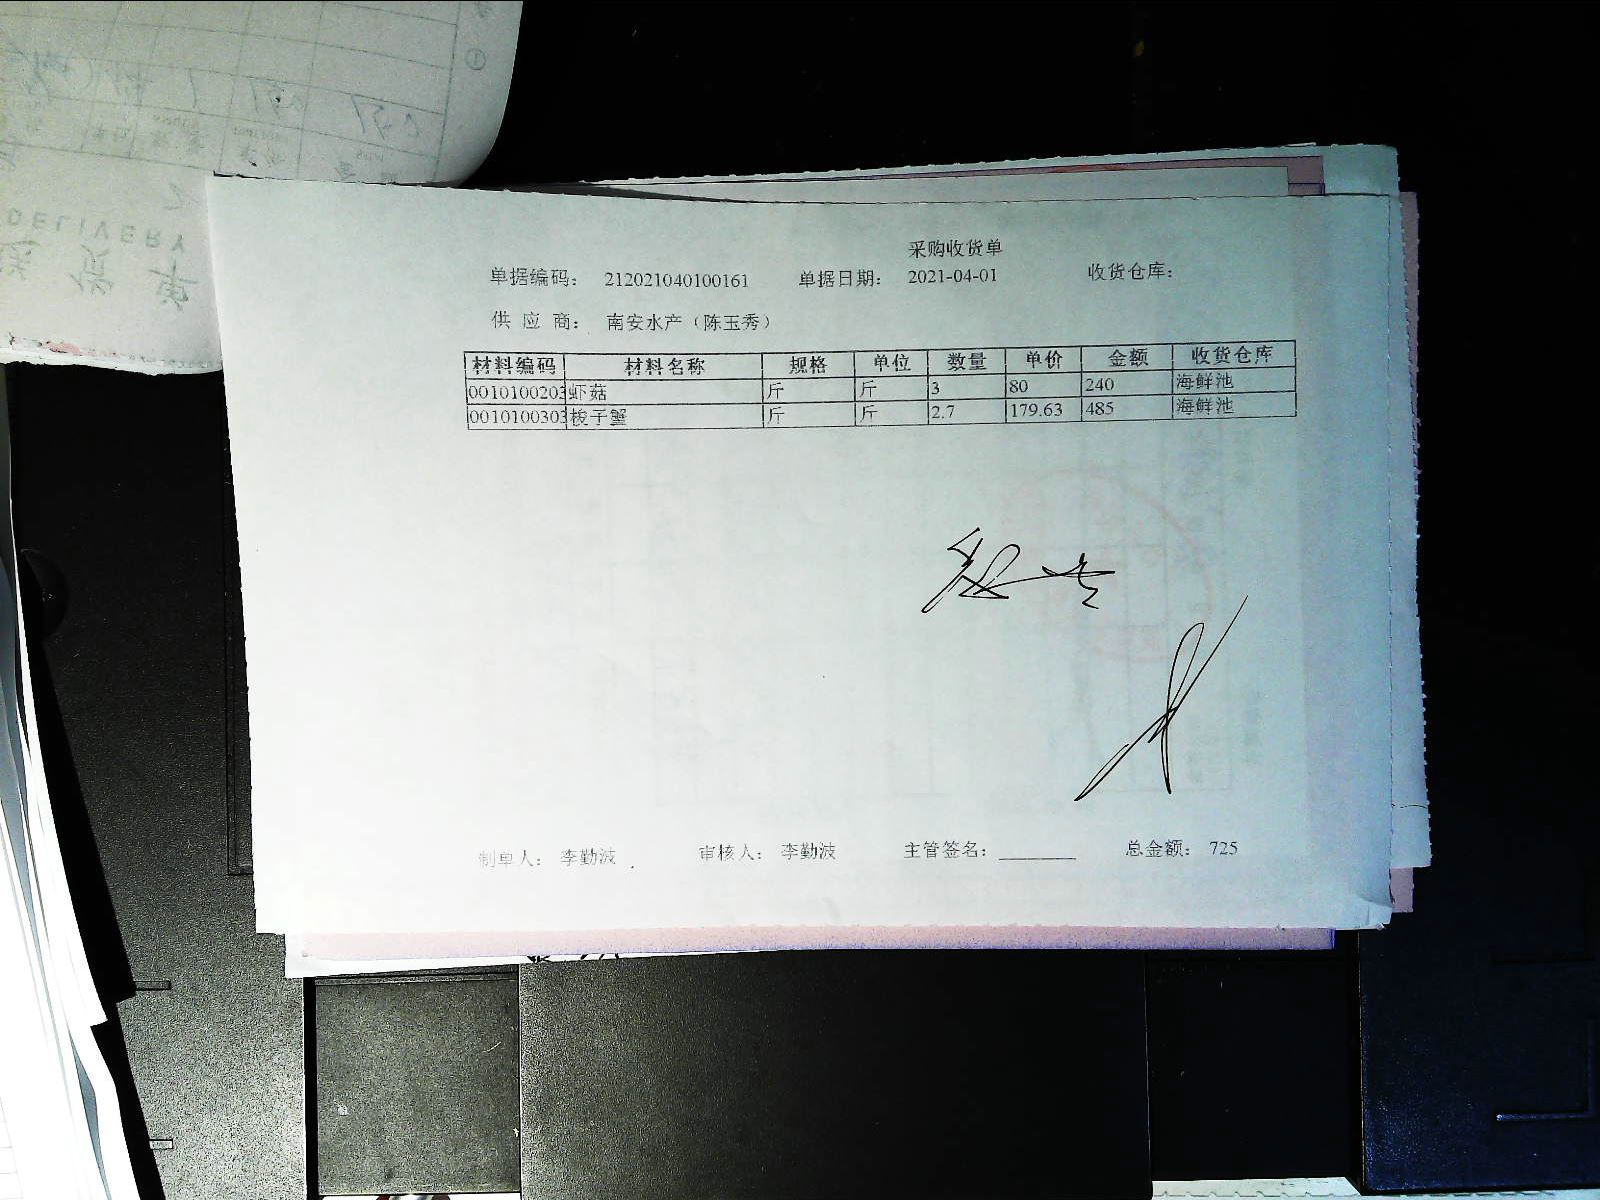 采购收货单
单据编码： 212021040100161 单据日期： 2021-04-01 收货仓库：
供 应 商： 南安水产（陈玉秀）
材料编码 材料名称 规格 单位 数量 单价 金额 收货仓库
0010100203 虾菇 斤 斤 3 80 240 海鲜池
0010100303 梭子蟹 斤 斤 2.7 179.63 485 海鲜池
制单人： 李勤波 审核人： 李勤波 主管签名： 总金额： 725
DELIVERY
送货单